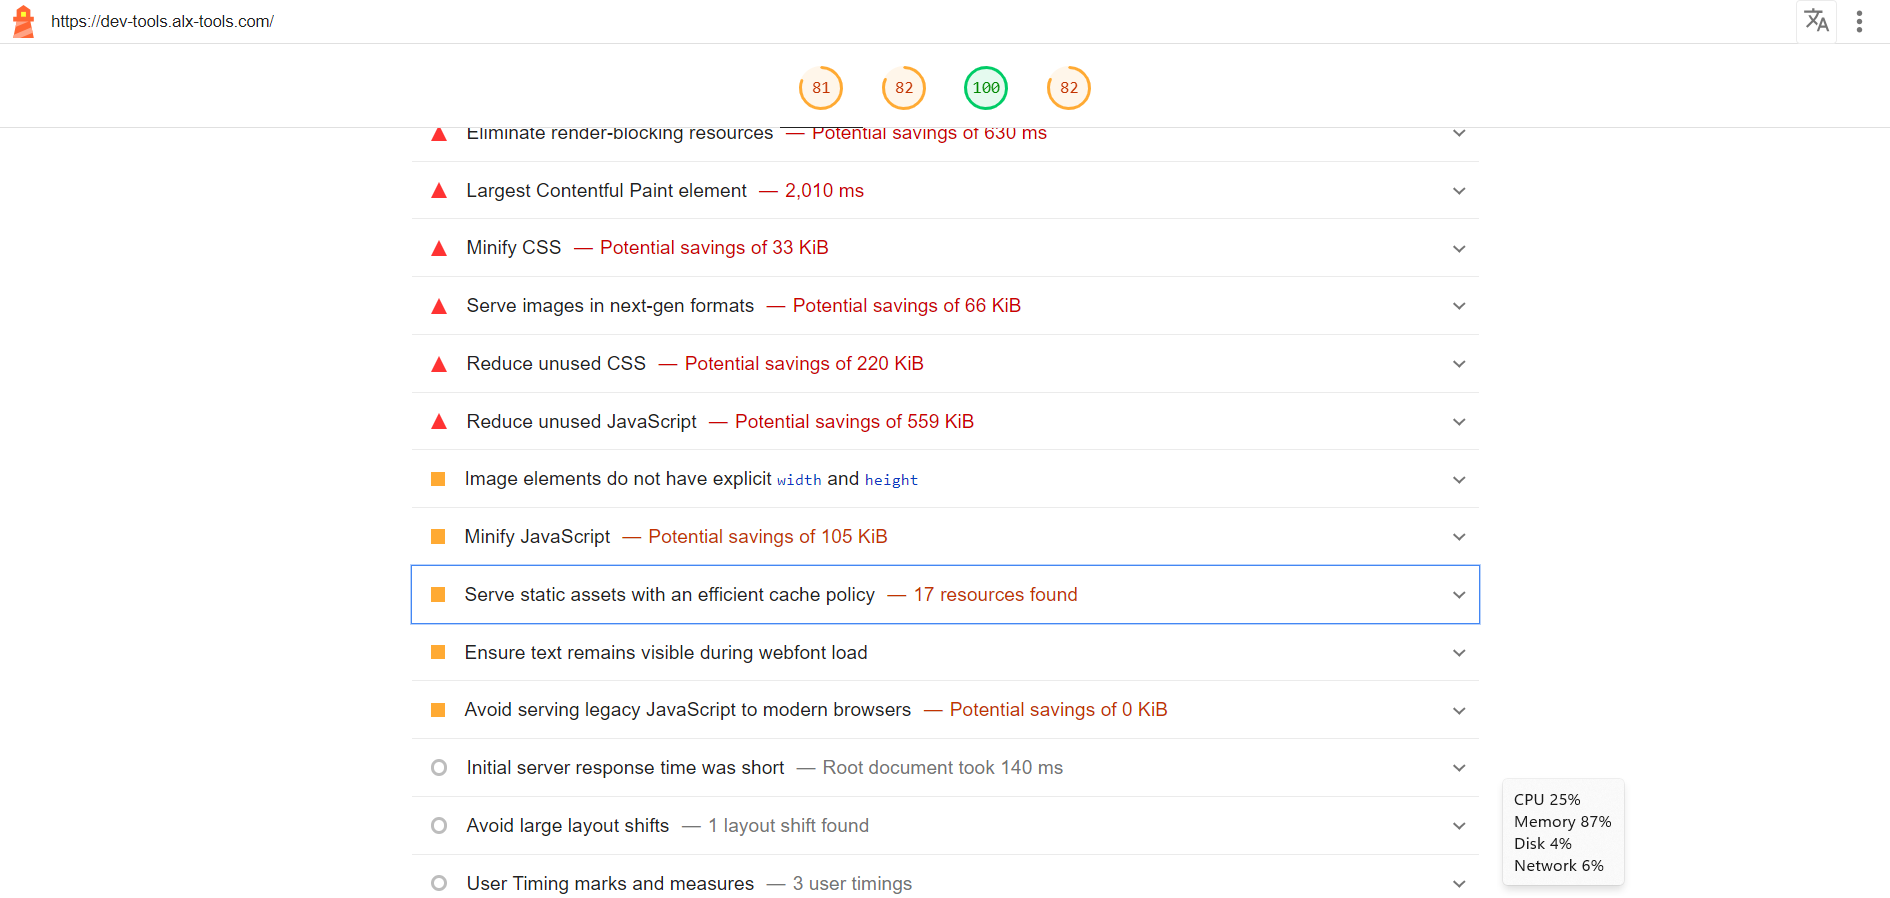 https://dev-tools.alx-tools.com/
81 82 100 82
Eliminate render-blocking resources — Potential savings of 630 ms
Largest Contentful Paint element — 2,010 ms
Minify CSS — Potential savings of 33 KiB
Serve images in next-gen formats — Potential savings of 66 KiB
Reduce unused CSS — Potential savings of 220 KiB
Reduce unused JavaScript — Potential savings of 559 KiB
Image elements do not have explicit width and height
Minify JavaScript — Potential savings of 105 KiB
Serve static assets with an efficient cache policy — 17 resources found
Ensure text remains visible during webfont load
Avoid serving legacy JavaScript to modern browsers — Potential savings of 0 KiB
Initial server response time was short — Root document took 140 ms
Avoid large layout shifts — 1 layout shift found
User Timing marks and measures — 3 user timings
CPU 25%
Memory 87%
Disk 4%
Network 6%